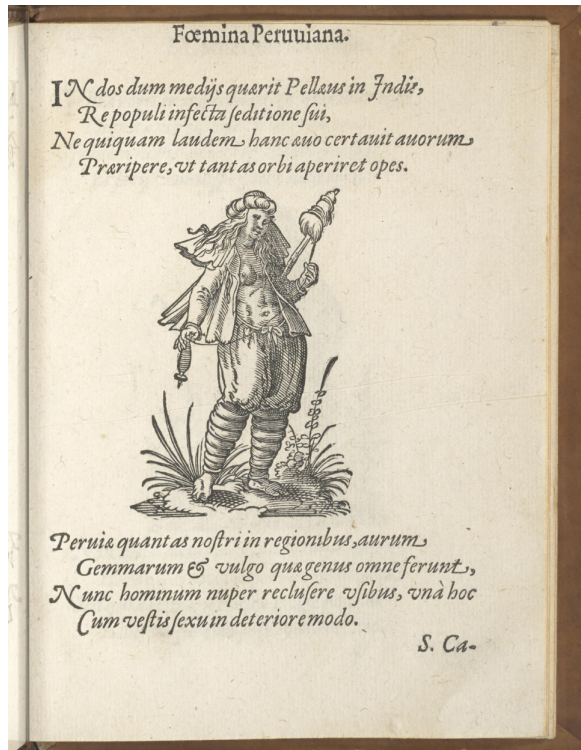 Fœmina Peruuiana.
IN dos dum medijs quærit Pellæus in Indis,
Re populi infecta seditione sui,
Ne quiquam laudem hanc æuo certauit auorum
Præripere, vt tantas orbi aperiret opes.
Peruiæ quantas nostri in regionibus, aurum
Gemmarum & vulgo quæ genus omne ferunt,
Nunc hominum nuper reclusere vsibus, vnà hoc
Cum vestis sexu in deteriore modo.
S. Ca-